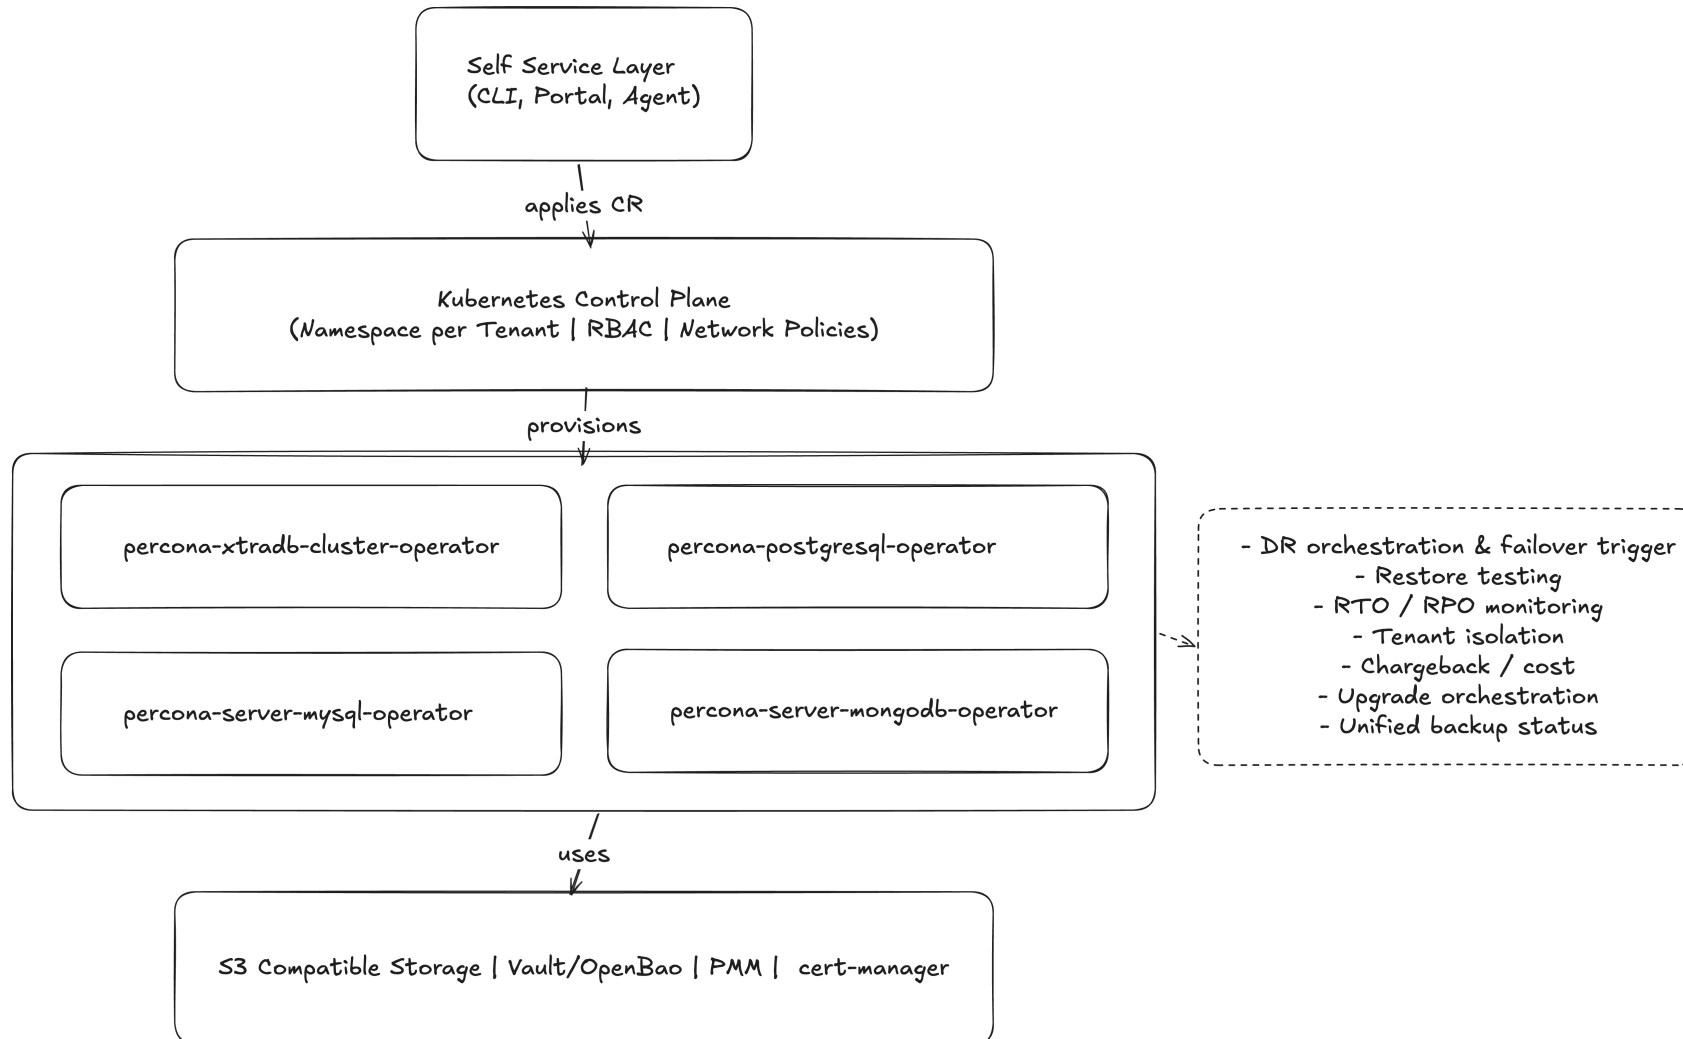 Self Service Layer
(CLI, Portal, Agent)
applies CR
Kubernetes Control Plane
(Namespace per Tenant | RBAC | Network Policies)
provisions
percona-xtradb-cluster-operator
percona-postgresql-operator
percona-server-mysql-operator
percona-server-mongodb-operator
- DR orchestration & failover trigger
- Restore testing
- RTO / RPO monitoring
- Tenant isolation
- Chargeback / cost
- Upgrade orchestration
- Unified backup status
uses
S3 Compatible Storage | Vault/OpenBao | PMM |  cert-manager